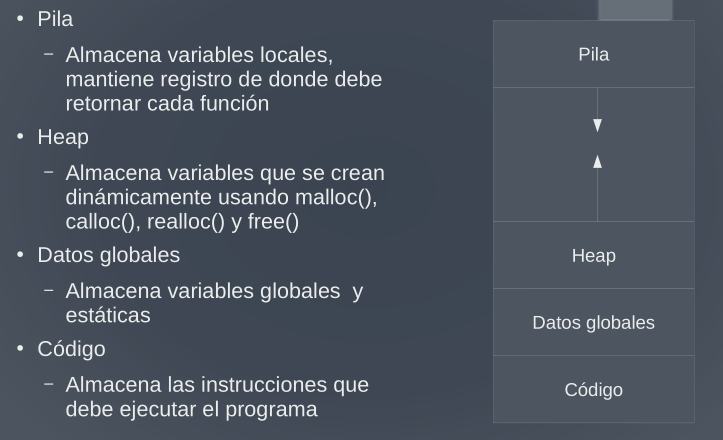 • Pila
– Almacena variables locales,
mantiene registro de donde debe
retornar cada función
• Heap
– Almacena variables que se crean
dinámicamente usando malloc(),
calloc(), realloc() y free()
• Datos globales
– Almacena variables globales  y
estáticas
• Código
– Almacena las instrucciones que
debe ejecutar el programa
Pila
Heap
Datos globales
Código